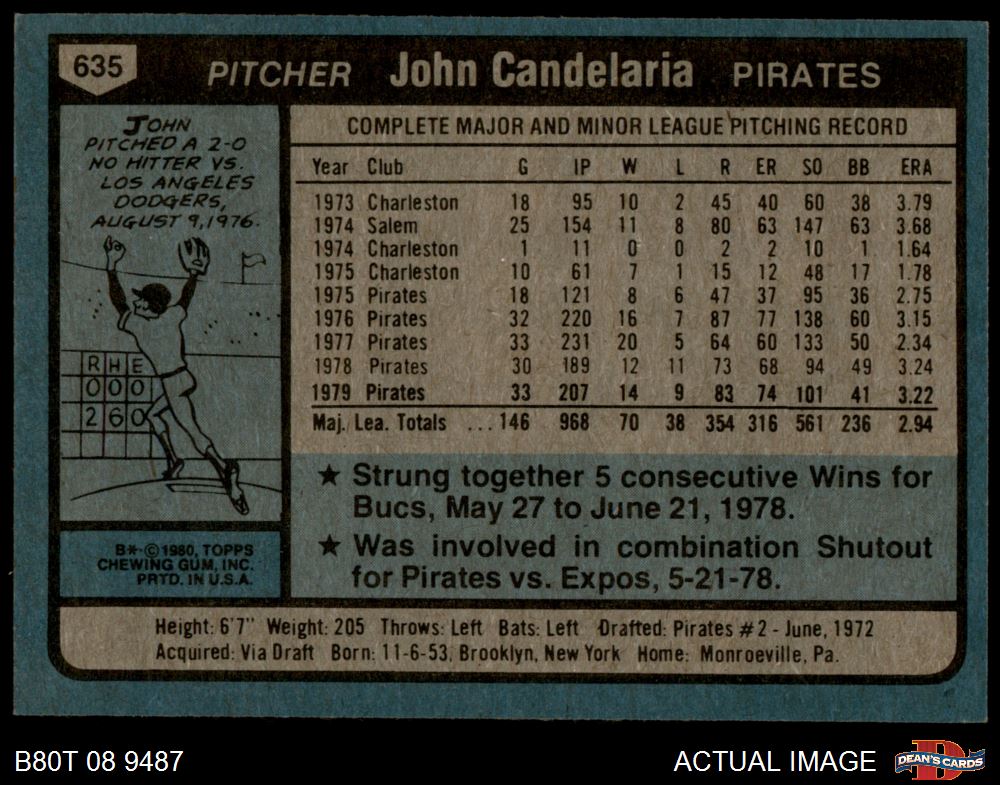 635 PITCHER John Candelaria PIRATES
JOHN
PITCHED A 2-0
NO HITTER VS.
LOS ANGELES
DODGERS,
AUGUST 9, 1976.
R H E
0 0 0
2 6 0
B*©1980, TOPPS
CHEWING GUM, INC.
PRTD. IN U.S.A.
COMPLETE MAJOR AND MINOR LEAGUE PITCHING RECORD
Year Club G IP W L R ER SO BB ERA
1973 Charleston 18 95 10 2 45 40 60 38 3.79
1974 Salem 25 154 11 8 80 63 147 63 3.68
1974 Charleston 1 11 0 0 2 2 10 1 1.64
1975 Charleston 10 61 7 1 15 12 48 17 1.78
1975 Pirates 18 121 8 6 47 37 95 36 2.75
1976 Pirates 32 220 16 7 87 77 138 60 3.15
1977 Pirates 33 231 20 5 64 60 133 50 2.34
1978 Pirates 30 189 12 11 73 68 94 49 3.24
1979 Pirates 33 207 14 9 83 74 101 41 3.22
Maj. Lea. Totals ... 146 968 70 38 354 316 561 236 2.94
★ Strung together 5 consecutive Wins for
Bucs, May 27 to June 21, 1978.
★ Was involved in combination Shutout
for Pirates vs. Expos, 5-21-78.
Height: 6'7" Weight: 205 Throws: Left Bats: Left Drafted: Pirates #2 - June, 1972
Acquired: Via Draft Born: 11-6-53, Brooklyn, New York Home: Monroeville, Pa.
B80T 08 9487
ACTUAL IMAGE
DEAN'S CARDS